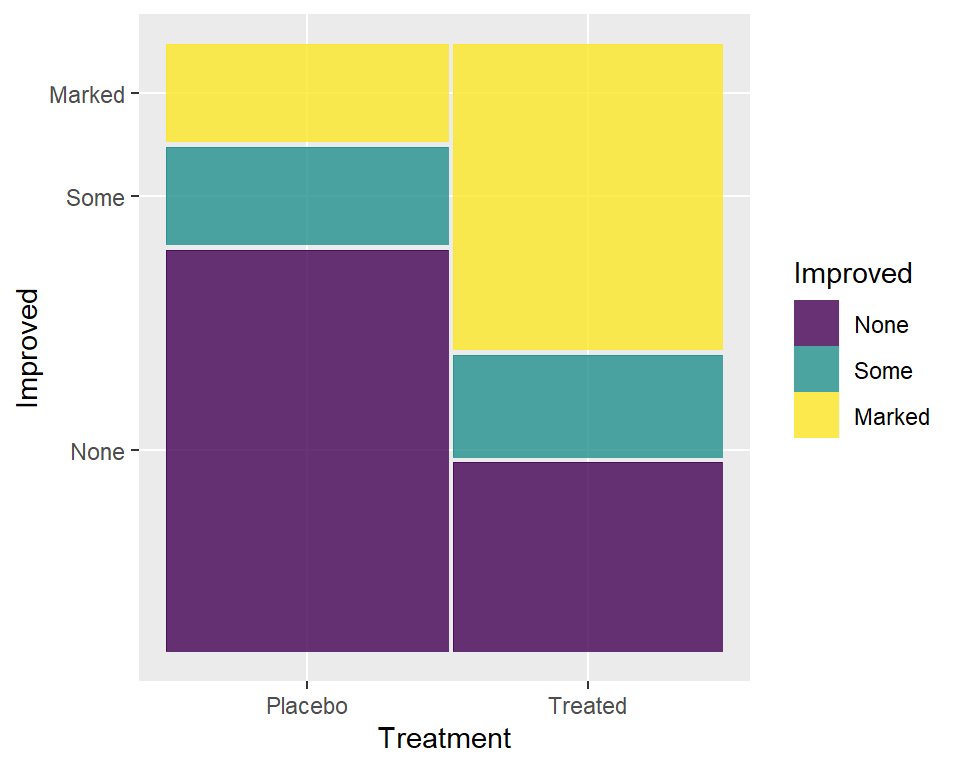 Marked
Some
None
Improved
Placebo
Treated
Treatment
Improved
None
Some
Marked